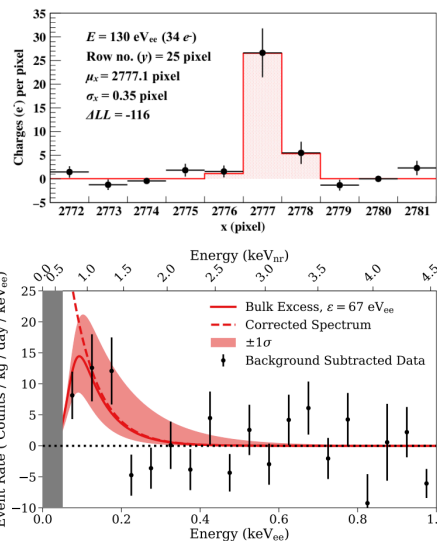 E = 130 eVee (34 e-)
Row no. (y) = 25 pixel
μx = 2777.1 pixel
σx = 0.35 pixel
ΔLL = -116
Charges (e-) per pixel
35
30
25
20
15
10
5
0
−5
2772 2773 2774 2775 2776 2777 2778 2779 2780 2781
x (pixel)
Energy (keVnr)
0.0 0.5 1.0 1.5 2.0 2.5 3.0 3.5 4.0 4.5
Event Rate ( Counts / kg / day / keVee)
25
20
15
10
5
0
−5
−10
Bulk Excess, ε = 67 eVee
Corrected Spectrum
±1σ
Background Subtracted Data
0.0 0.2 0.4 0.6 0.8 1.
Energy (keVee)